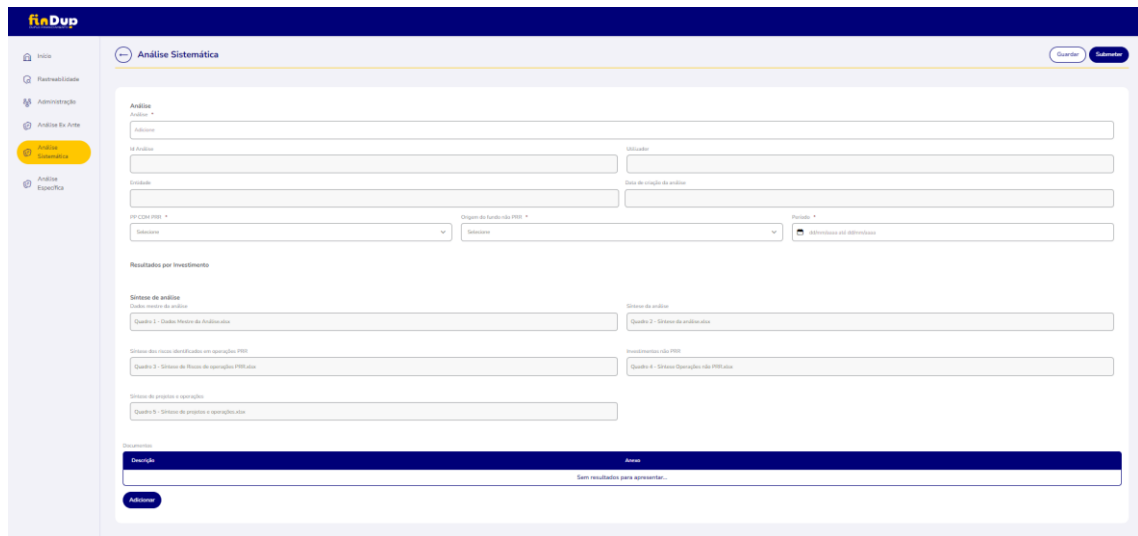 finDup
Início
Rastreabilidade
Administração
Análise Ex Ante
Análise
Sistemática
Análise
Específica
Análise Sistemática
Guardar
Submeter
Análise
Análise *
Adicione
Id Análise
Utilizador
Entidade
Data de criação da análise
PP COM PRR *
Origem do fundo não PRR *
Período *
Selecione
Selecione
dd/mm/aaaa até dd/mm/aaaa
Resultados por Investimento
Síntese de análise
Dados mestre da análise
Síntese da análise
Quadro 1 - Dados Mestre da Análise.xlsx
Quadro 2 - Síntese da análise.xlsx
Síntese dos riscos identificados em operações PRR
Investimentos não PRR
Quadro 3 - Síntese de Riscos de operações PRR.xlsx
Quadro 4 - Síntese Operações não PRR.xlsx
Síntese de projetos e operações
Quadro 6 - Síntese de projetos e operações.xlsx
Documentos
Descrição
Anexo
Sem resultados para apresentar...
Adicionar